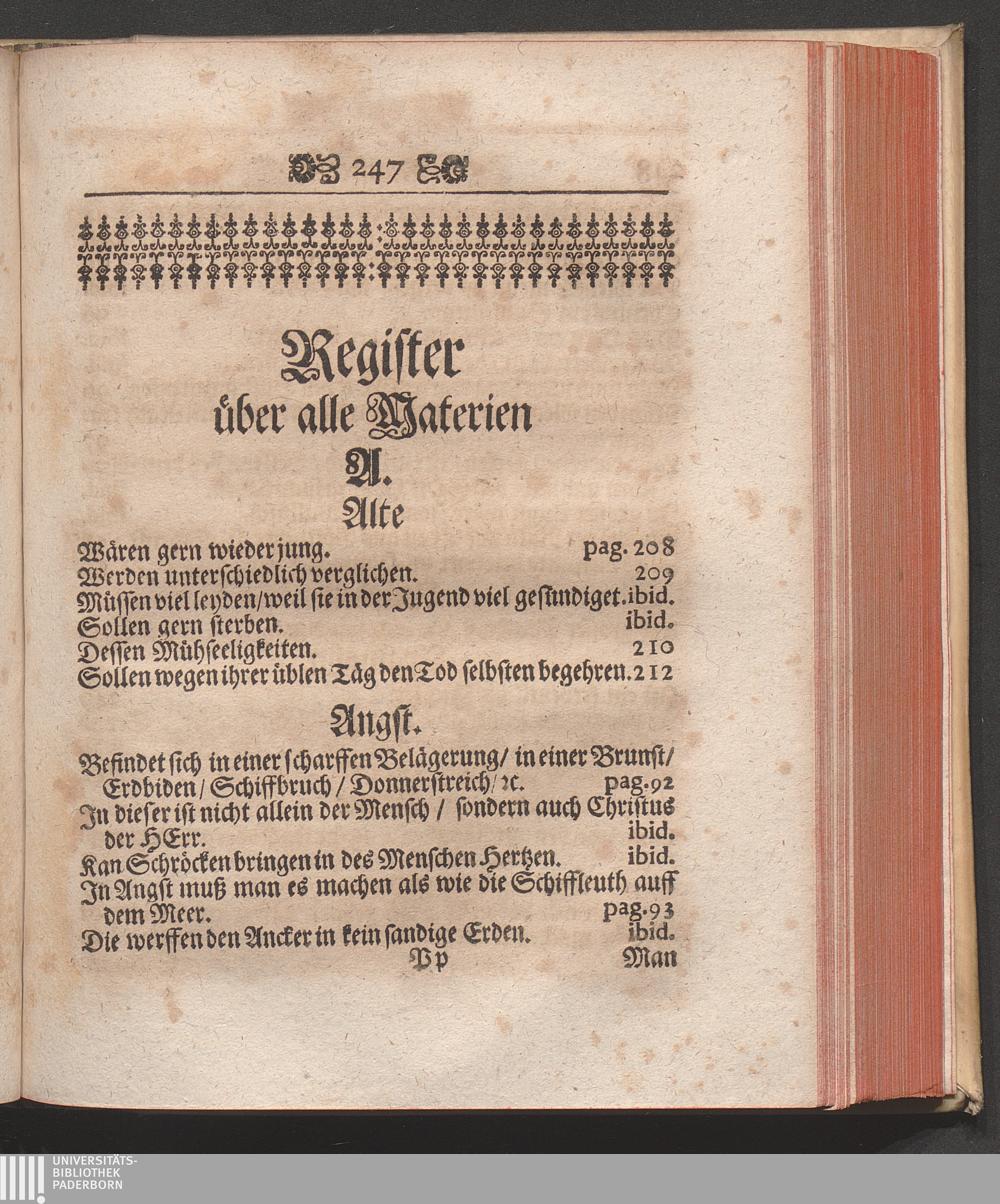 247
Register
über alle Materien
A.
Alte
Wären gern wieder jung. pag. 208
Werden unterschiedlich verglichen. 209
Müssen viel leyden/weil sie in der Jugend viel gesündiget. ibid.
Sollen gern sterben. ibid.
Dessen Mühseeligkeiten. 210
Sollen wegen ihrer üblen Täg den Tod selbsten begehren. 212
Angst.
Befindet sich in einer scharffen Belägerung/ in einer Brunst/
Erdbiden/ Schiffbruch/ Donnerstreich/ ꝛc. pag. 92
In dieser ist nicht allein der Mensch / sondern auch Christus
der HErr. ibid.
Kan Schröcken bringen in des Menschen Hertzen. ibid.
In Angst muß man es machen als wie die Schiffleuth auff
dem Meer. pag. 93
Die werffen den Ancker in kein sandige Erden. ibid.
Pp Man
UNIVERSITÄTS-
BIBLIOTHEK
PADERBORN